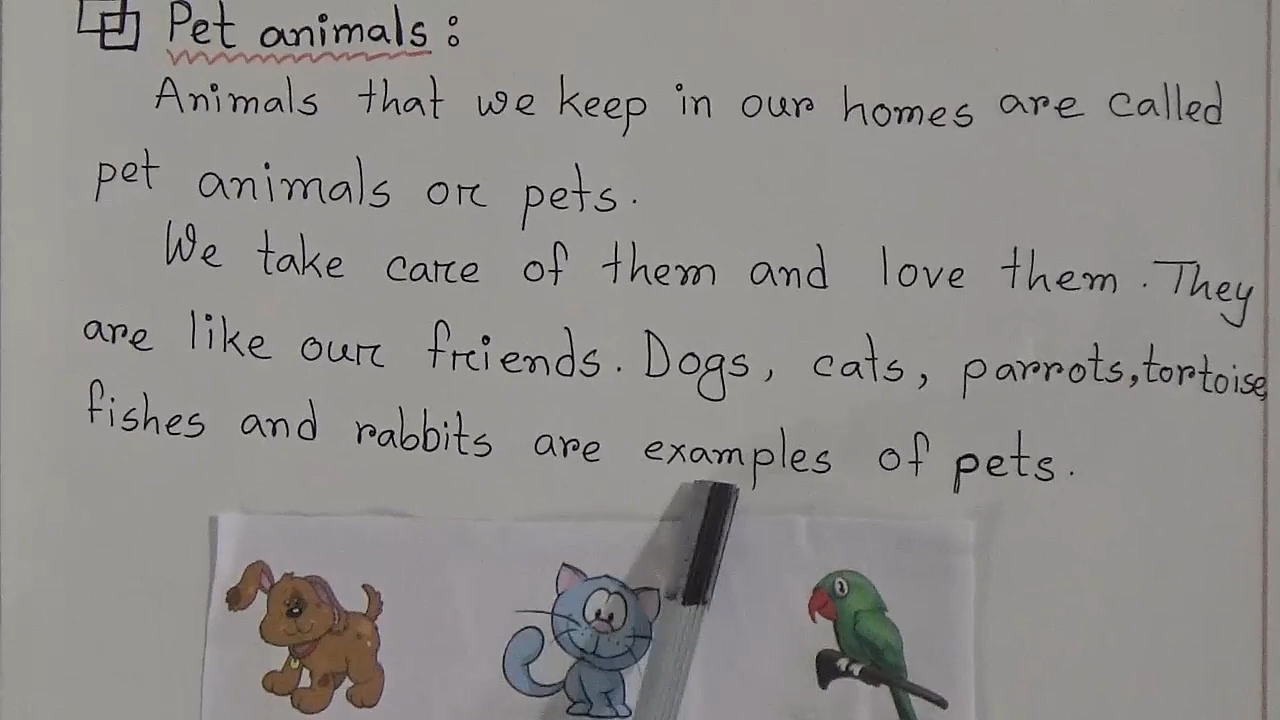 Pet animals :
Animals that we keep in our homes are called
pet animals or pets.
We take care of them and love them. They
are like our friends. Dogs, cats, parrots, tortoise,
fishes and rabbits are examples of pets.